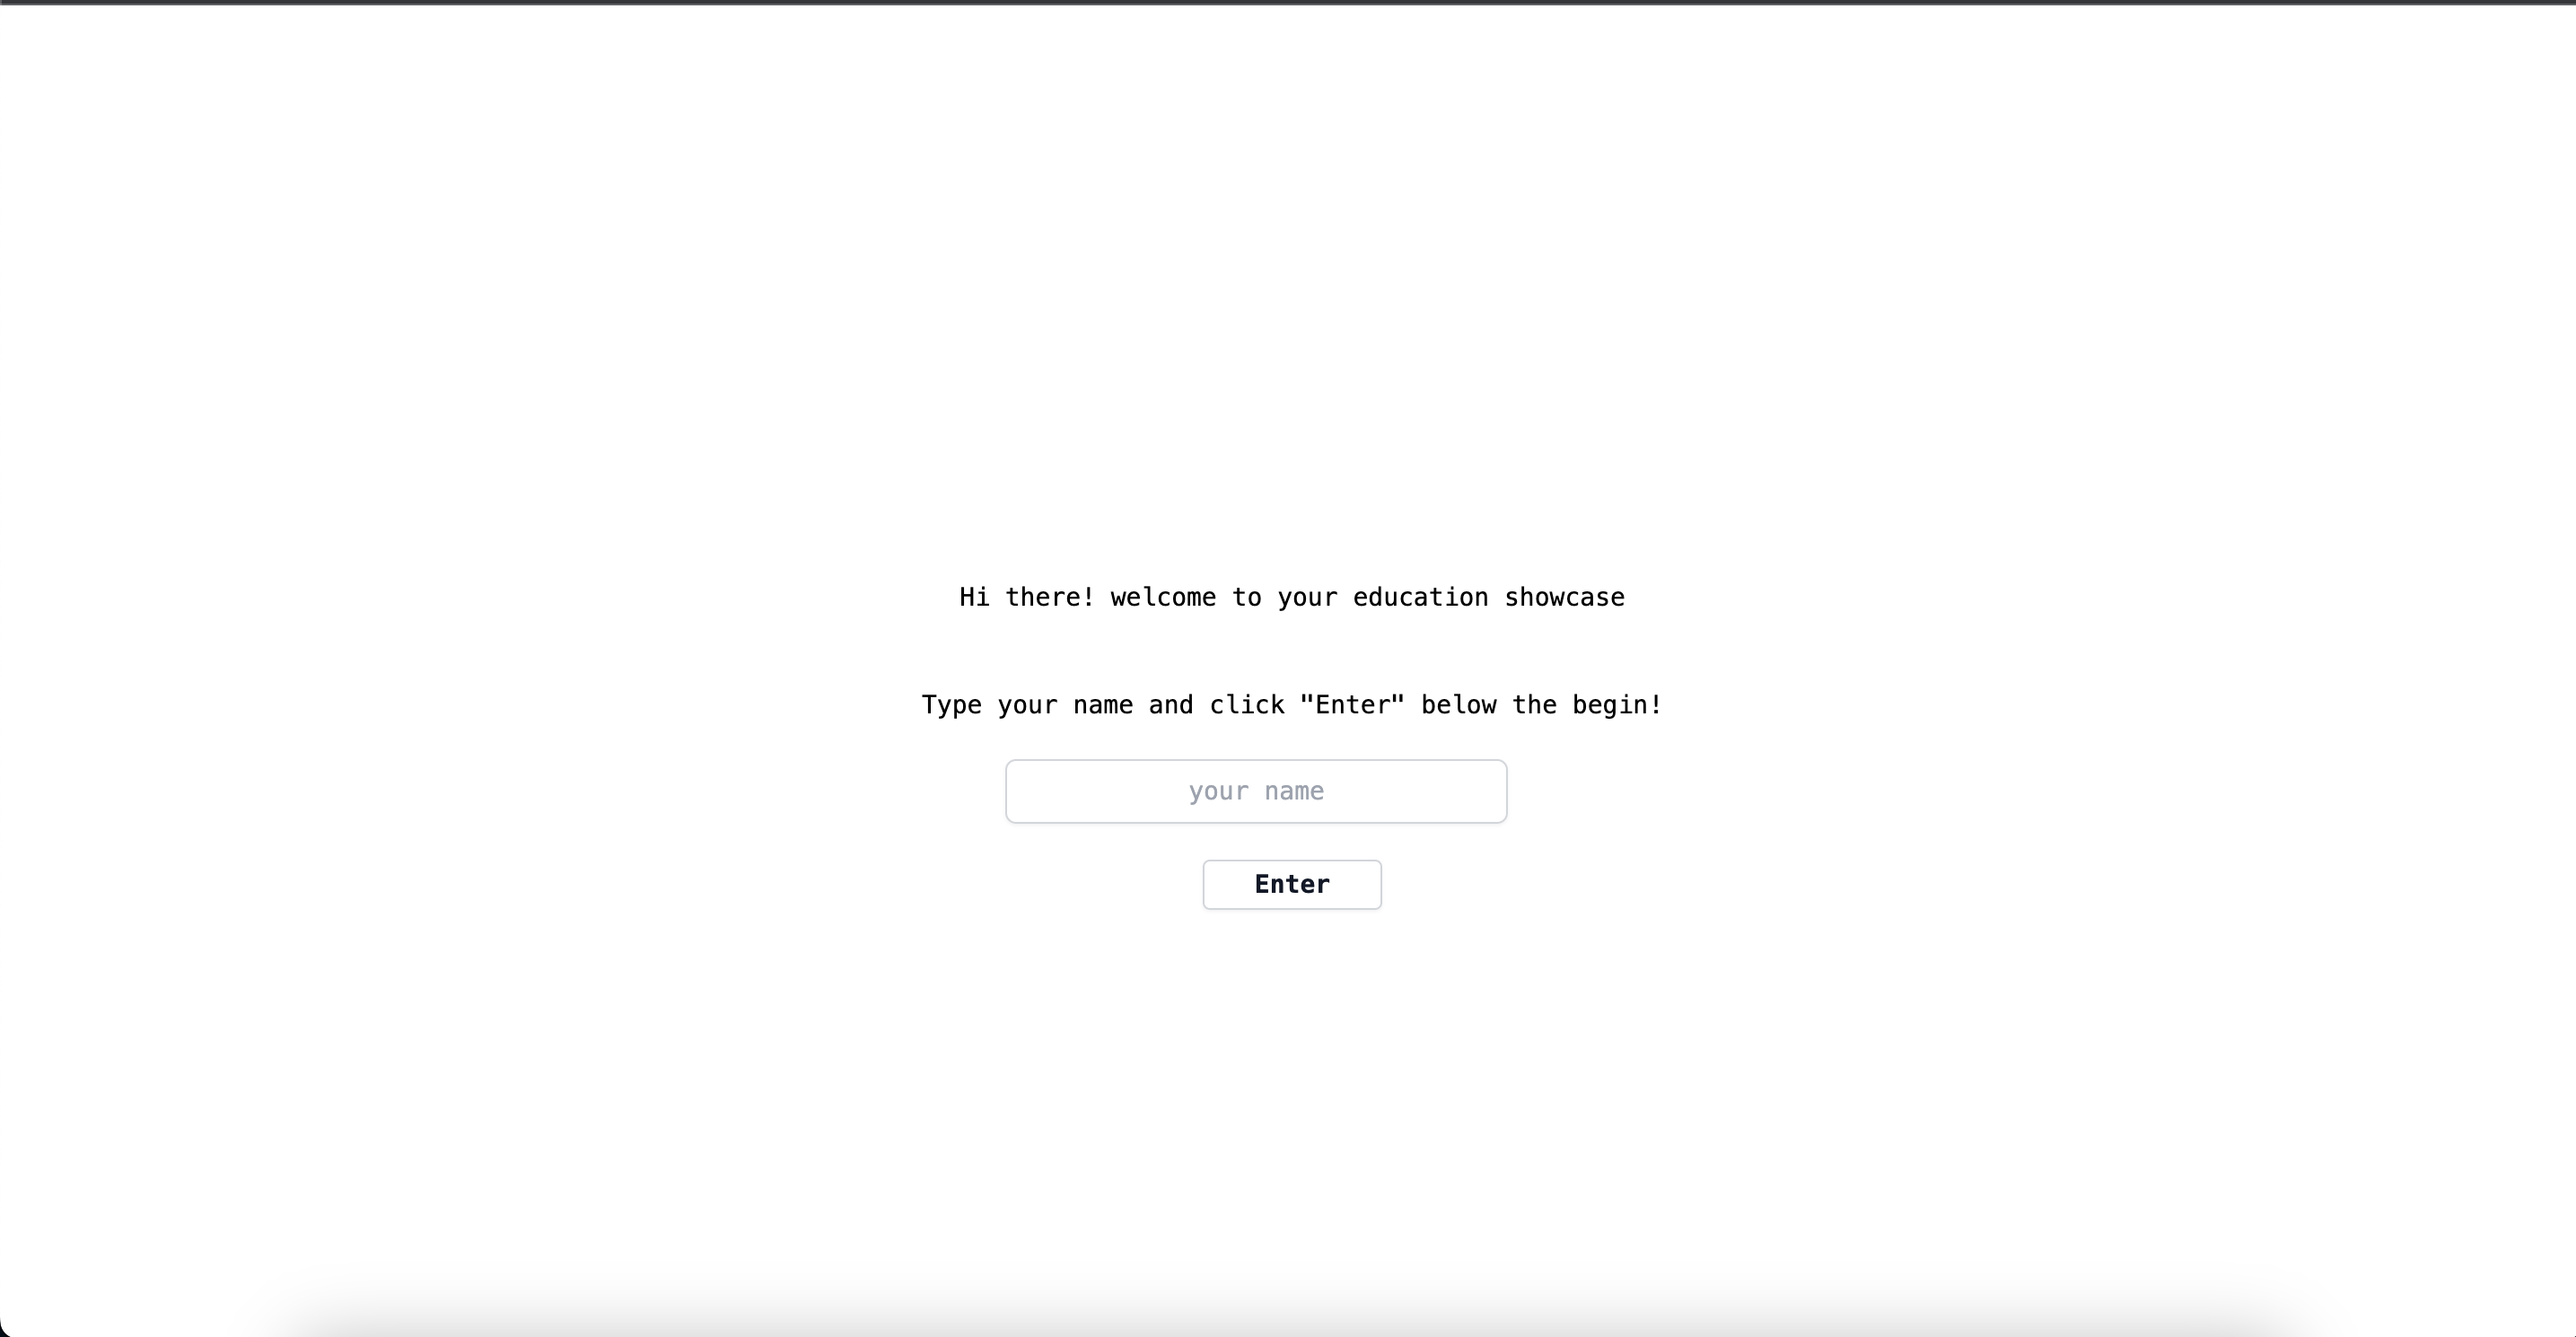 Hi there! welcome to your education showcase
Type your name and click "Enter" below the begin!
your name
Enter